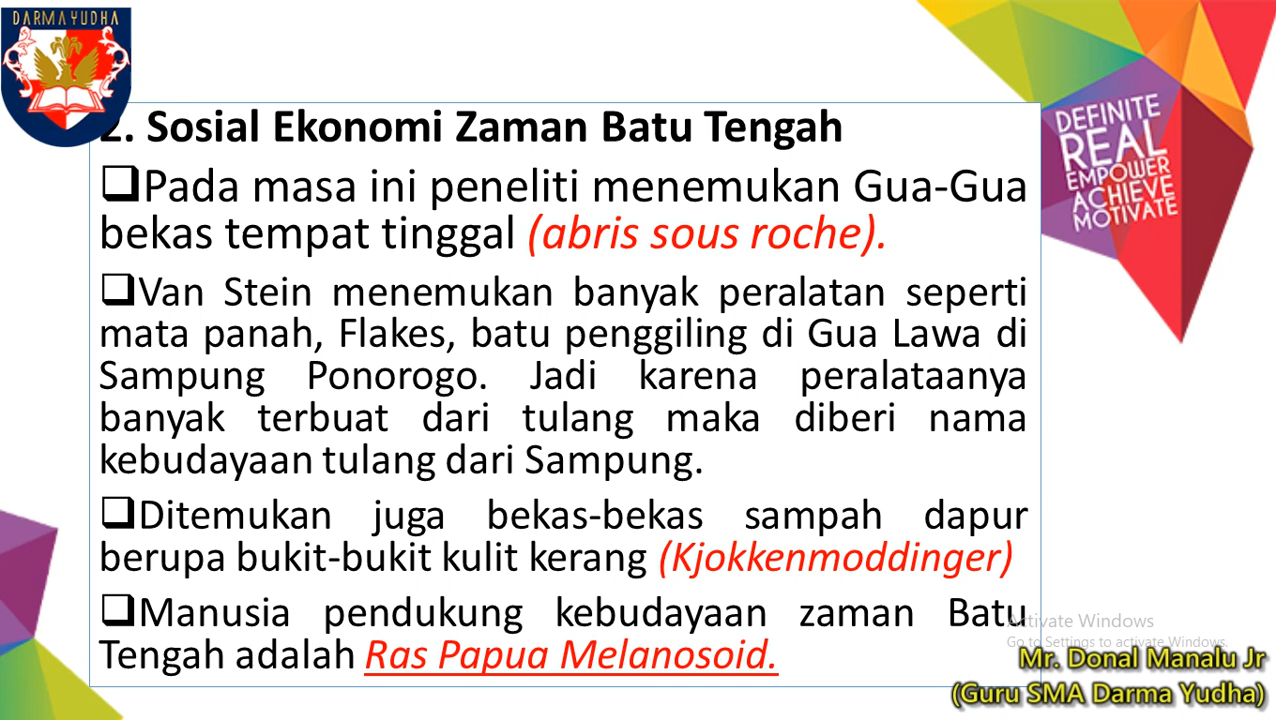 DARMAYUDHA
2. Sosial Ekonomi Zaman Batu Tengah
❑Pada masa ini peneliti menemukan Gua-Gua
bekas tempat tinggal (abris sous roche).
❑Van Stein menemukan banyak peralatan seperti
mata panah, Flakes, batu penggiling di Gua Lawa di
Sampung Ponorogo. Jadi karena peralataanya
banyak terbuat dari tulang maka diberi nama
kebudayaan tulang dari Sampung.
❑Ditemukan juga bekas-bekas sampah dapur
berupa bukit-bukit kulit kerang (Kjokkenmoddinger)
❑Manusia pendukung kebudayaan zaman Batu
Tengah adalah Ras Papua Melanosoid.
DEFINITE
REAL
EMPOWER
ACHIEVE
MOTIVATE
Activate Windows
Go to Settings to activate Windows.
Mr. Donal Manalu Jr
(Guru SMA Darma Yudha)